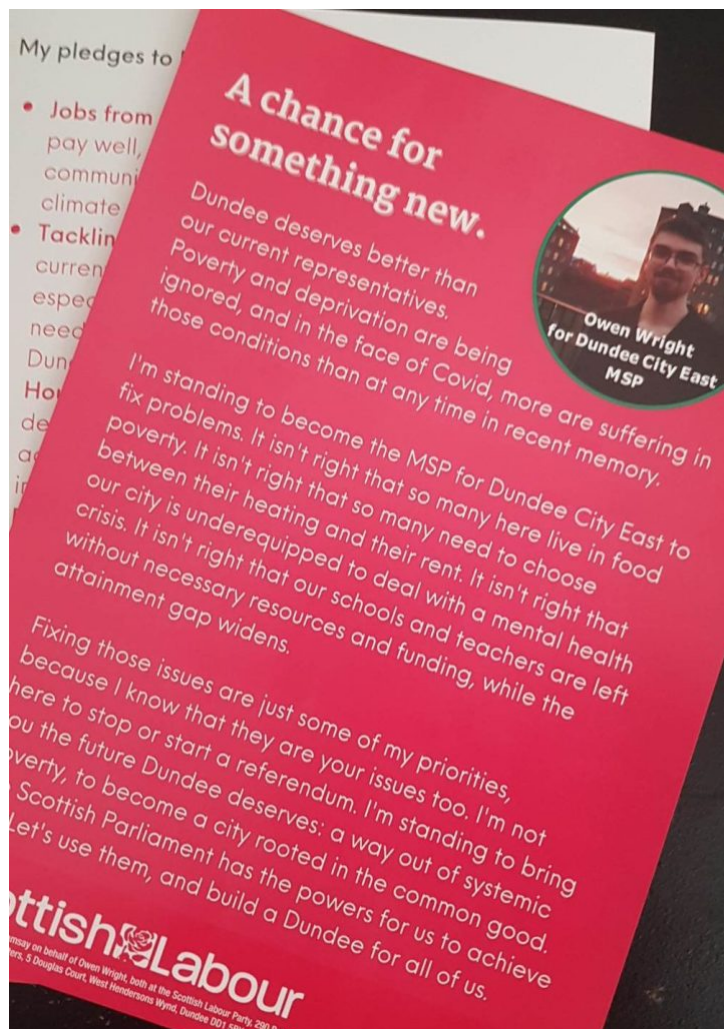 My pledges to
• Jobs from
pay well,
communi
climate
• Tacklin
curren
espec
need
Dun
Ho
de
A chance for
something new.
Dundee deserves better than
our current representatives.
Poverty and deprivation are being
ignored, and in the face of Covid, more are suffering in
those conditions than at any time in recent memory.
Owen Wright
for Dundee City East
MSP
I'm standing to become the MSP for Dundee City East to
fix problems. It isn't right that so many here live in food
poverty. It isn't right that so many need to choose
between their heating and their rent. It isn't right that
our city is underequipped to deal with a mental health
crisis. It isn't right that our schools and teachers are left
without necessary resources and funding, while the
attainment gap widens.
Fixing those issues are just some of my priorities,
because I know that they are your issues too. I'm not
here to stop or start a referendum. I'm standing to bring
ou the future Dundee deserves: a way out of systemic
overty, to become a city rooted in the common good.
Scottish Parliament has the powers for us to achieve
Let's use them, and build a Dundee for all of us.
ottish Labour
msay on behalf of Owen Wright, both at the Scottish Labour Party, 290
ters, 5 Douglas Court, West Hendersons Wynd, Dundee DD1